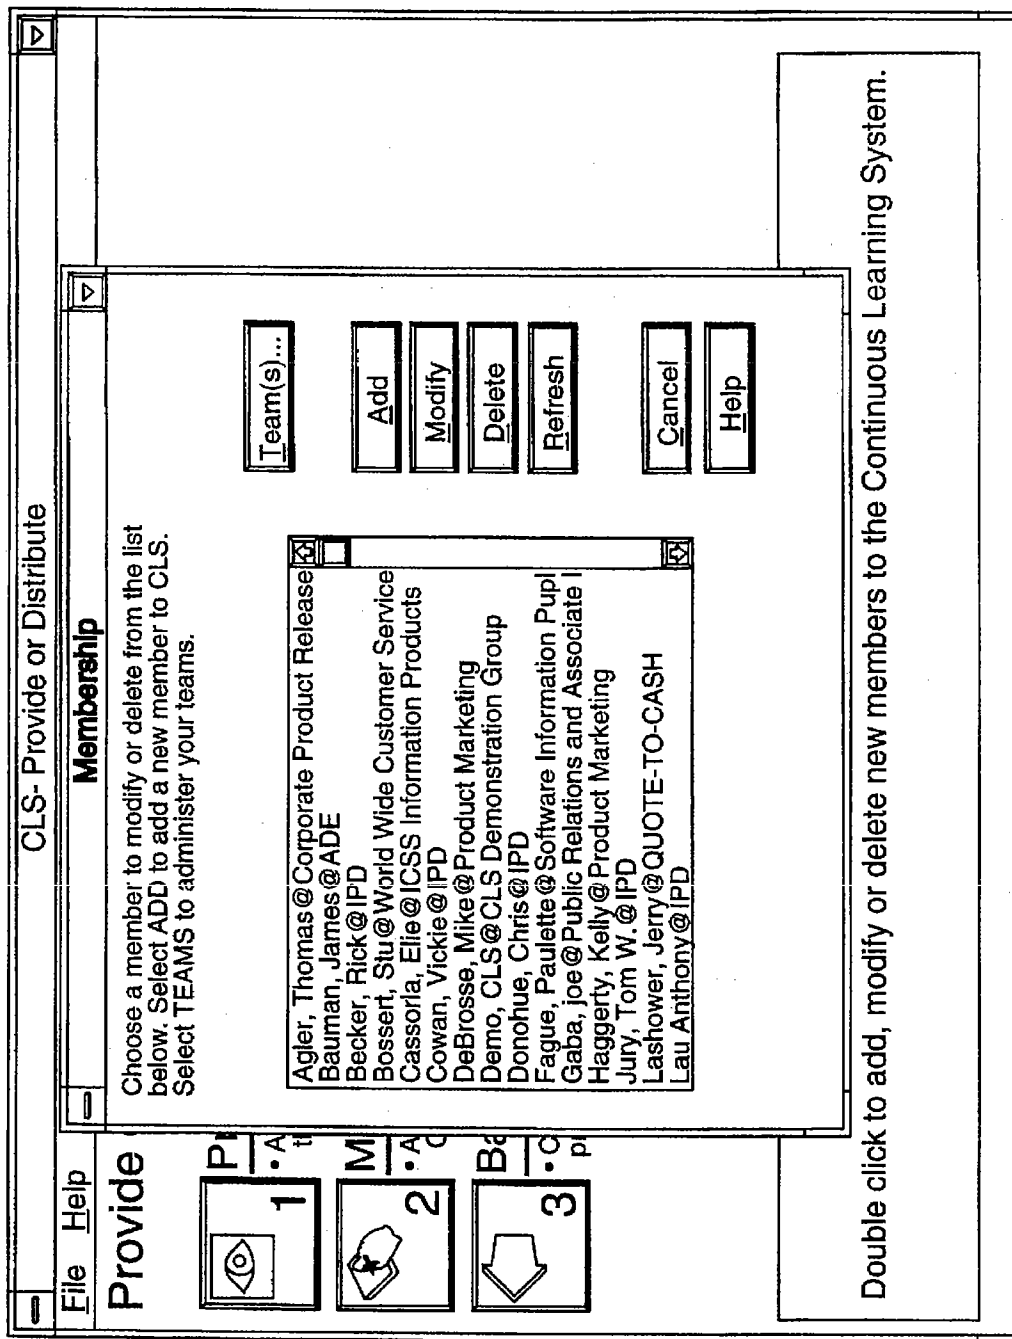 CLS- Provide or Distribute
File Help
Provide
1
• A
2
M
• A
3
Ba
• C
Membership
Choose a member to modify or delete from the list
below. Select ADD to add a new member to CLS.
Select TEAMS to administer your teams.
Agler, Thomas@Corporate Product Release
Bauman, James@ADE
Becker, Rick@IPD
Bossert, Stu@World Wide Customer Service
Cassorla, Elie@ICSS Information Products
Cowan, Vickie@IPD
DeBrosse, Mike@Product Marketing
Demo, CLS@CLS Demonstration Group
Donohue, Chris@IPD
Fague, Paulette@Software Information Pupl
Gaba, joe@Public Relations and Associate I
Haggerty, Kelly@Product Marketing
Jury, Tom W.@IPD
Lashower, Jerry@QUOTE-TO-CASH
Lau Anthony@IPD
Team(s)...
Add
Modify
Delete
Refresh
Cancel
Help
Double click to add, modify or delete new members to the Continuous Learning System.